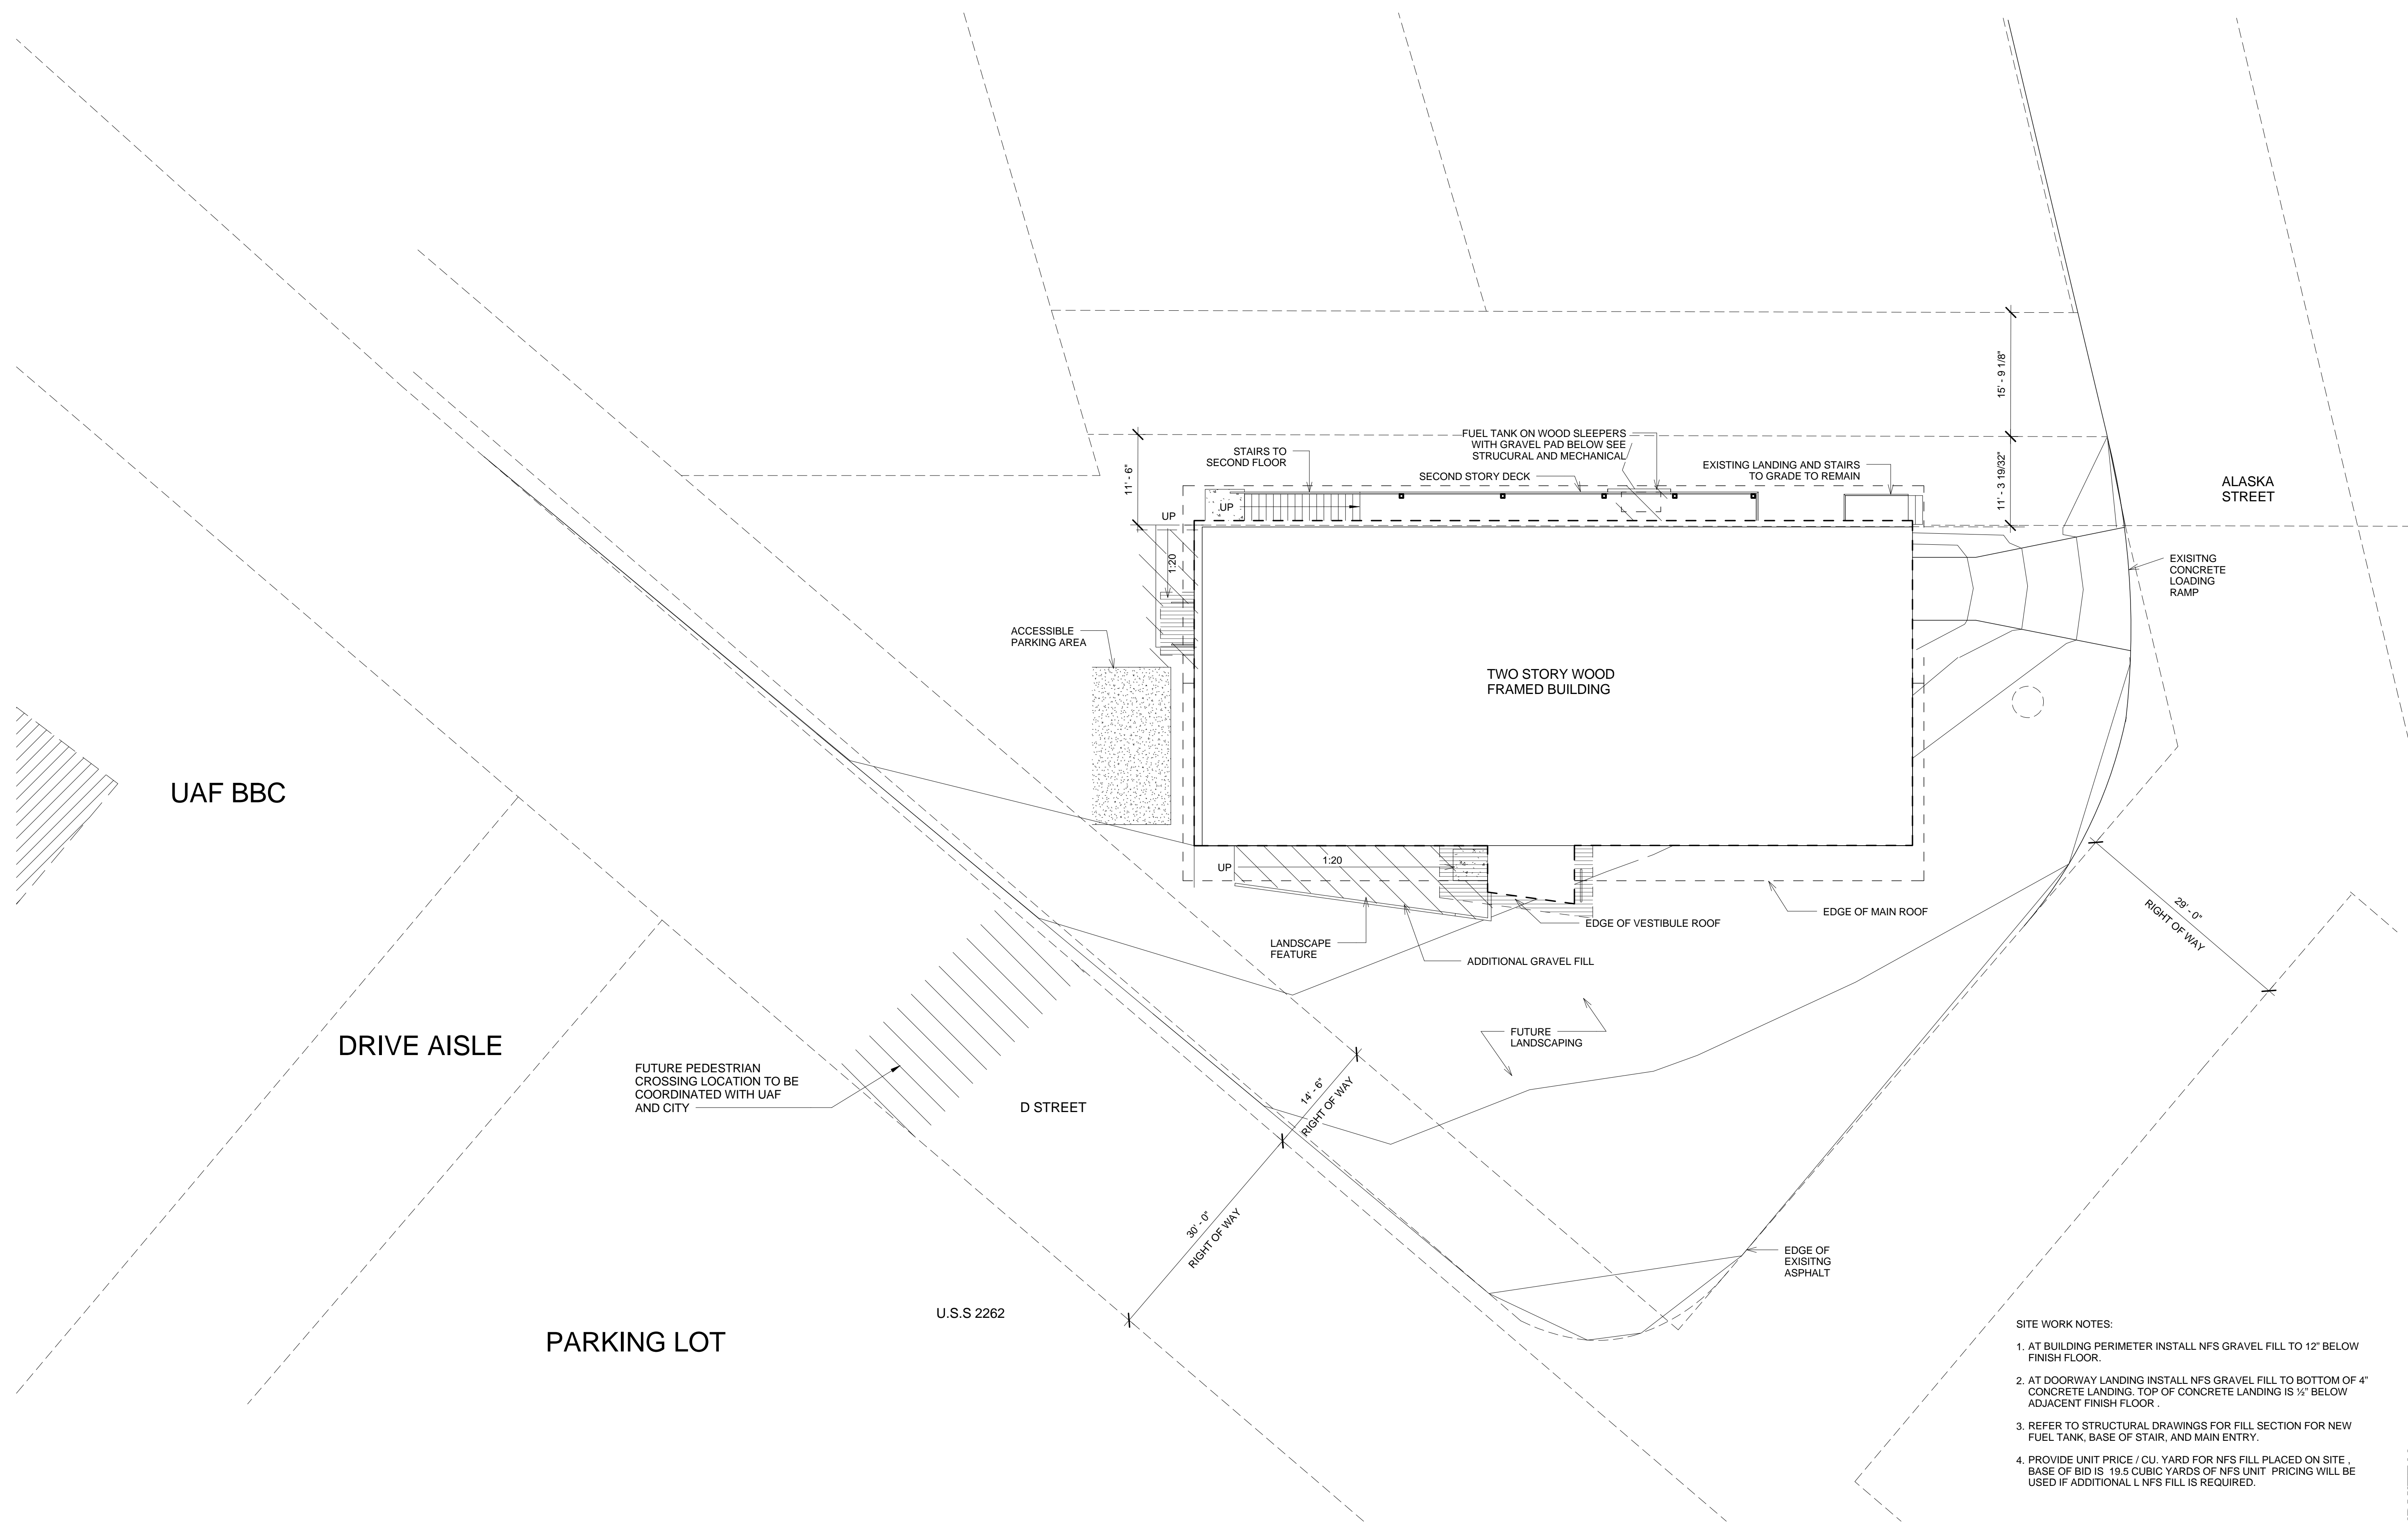 15' - 9 1/8"
FUEL TANK ON WOOD SLEEPERS
WITH GRAVEL PAD BELOW SEE
STRUCURAL AND MECHANICAL
STAIRS TO
SECOND FLOOR
SECOND STORY DECK
EXISTING LANDING AND STAIRS
TO GRADE TO REMAIN
11' - 6"
11' - 3 19/32"
ALASKA
STREET
UP
UP
1:20
EXISITNG
CONCRETE
LOADING
RAMP
ACCESSIBLE
PARKING AREA
TWO STORY WOOD
FRAMED BUILDING
UAF BBC
UP
1:20
EDGE OF MAIN ROOF
EDGE OF VESTIBULE ROOF
29' - 0"
RIGHT OF WAY
LANDSCAPE
FEATURE
ADDITIONAL GRAVEL FILL
FUTURE
LANDSCAPING
DRIVE AISLE
FUTURE PEDESTRIAN
CROSSING LOCATION TO BE
COORDINATED WITH UAF
AND CITY
D STREET
14' - 6"
RIGHT OF WAY
30' - 0"
RIGHT OF WAY
EDGE OF
EXISITNG
ASPHALT
U.S.S 2262
PARKING LOT
SITE WORK NOTES:
1. AT BUILDING PERIMETER INSTALL NFS GRAVEL FILL TO 12" BELOW
FINISH FLOOR.
2. AT DOORWAY LANDING INSTALL NFS GRAVEL FILL TO BOTTOM OF 4"
CONCRETE LANDING. TOP OF CONCRETE LANDING IS ½" BELOW
ADJACENT FINISH FLOOR .
3. REFER TO STRUCTURAL DRAWINGS FOR FILL SECTION FOR NEW
FUEL TANK, BASE OF STAIR, AND MAIN ENTRY.
4. PROVIDE UNIT PRICE / CU. YARD FOR NFS FILL PLACED ON SITE ,
BASE OF BID IS 19.5 CUBIC YARDS OF NFS UNIT PRICING WILL BE
USED IF ADDITIONAL L NFS FILL IS REQUIRED.